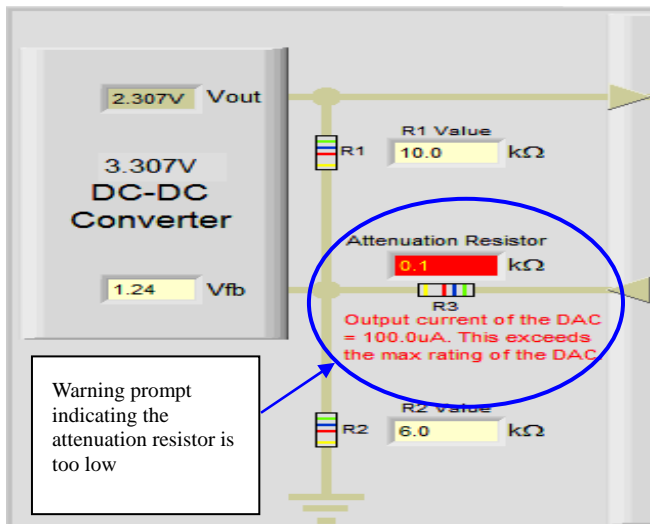 2.307V Vout
3.307V
DC-DC
Converter
1.24 Vfb
R1 Value
R1 10.0 kΩ
Attenuation Resistor
0.1 kΩ
R3
Output current of the DAC
= 100.0uA. This exceeds
the max rating of the DAC
R2 Value
R2 6.0 kΩ
Warning prompt
indicating the
attenuation resistor is
too low